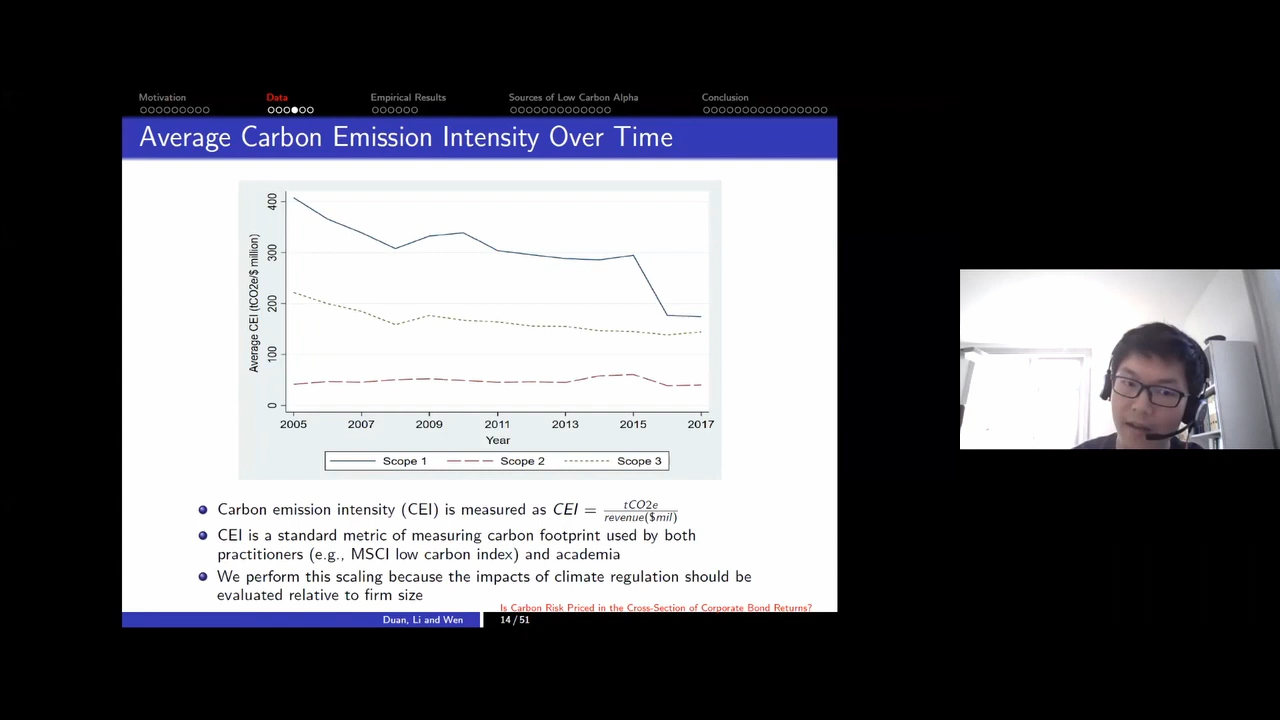 Motivation Data Empirical Results Sources of Low Carbon Alpha Conclusion
Average Carbon Emission Intensity Over Time
Average CEI (tCO2e/$ million)
400
300
200
100
0
2005 2007 2009 2011 2013 2015 2017
Year
Scope 1 Scope 2 Scope 3
Carbon emission intensity (CEI) is measured as CEI = tCO2e / revenue($mil)
CEI is a standard metric of measuring carbon footprint used by both
practitioners (e.g., MSCI low carbon index) and academia
We perform this scaling because the impacts of climate regulation should be
evaluated relative to firm size
Is Carbon Risk Priced in the Cross-Section of Corporate Bond Returns?
Duan, Li and Wen 14 / 51